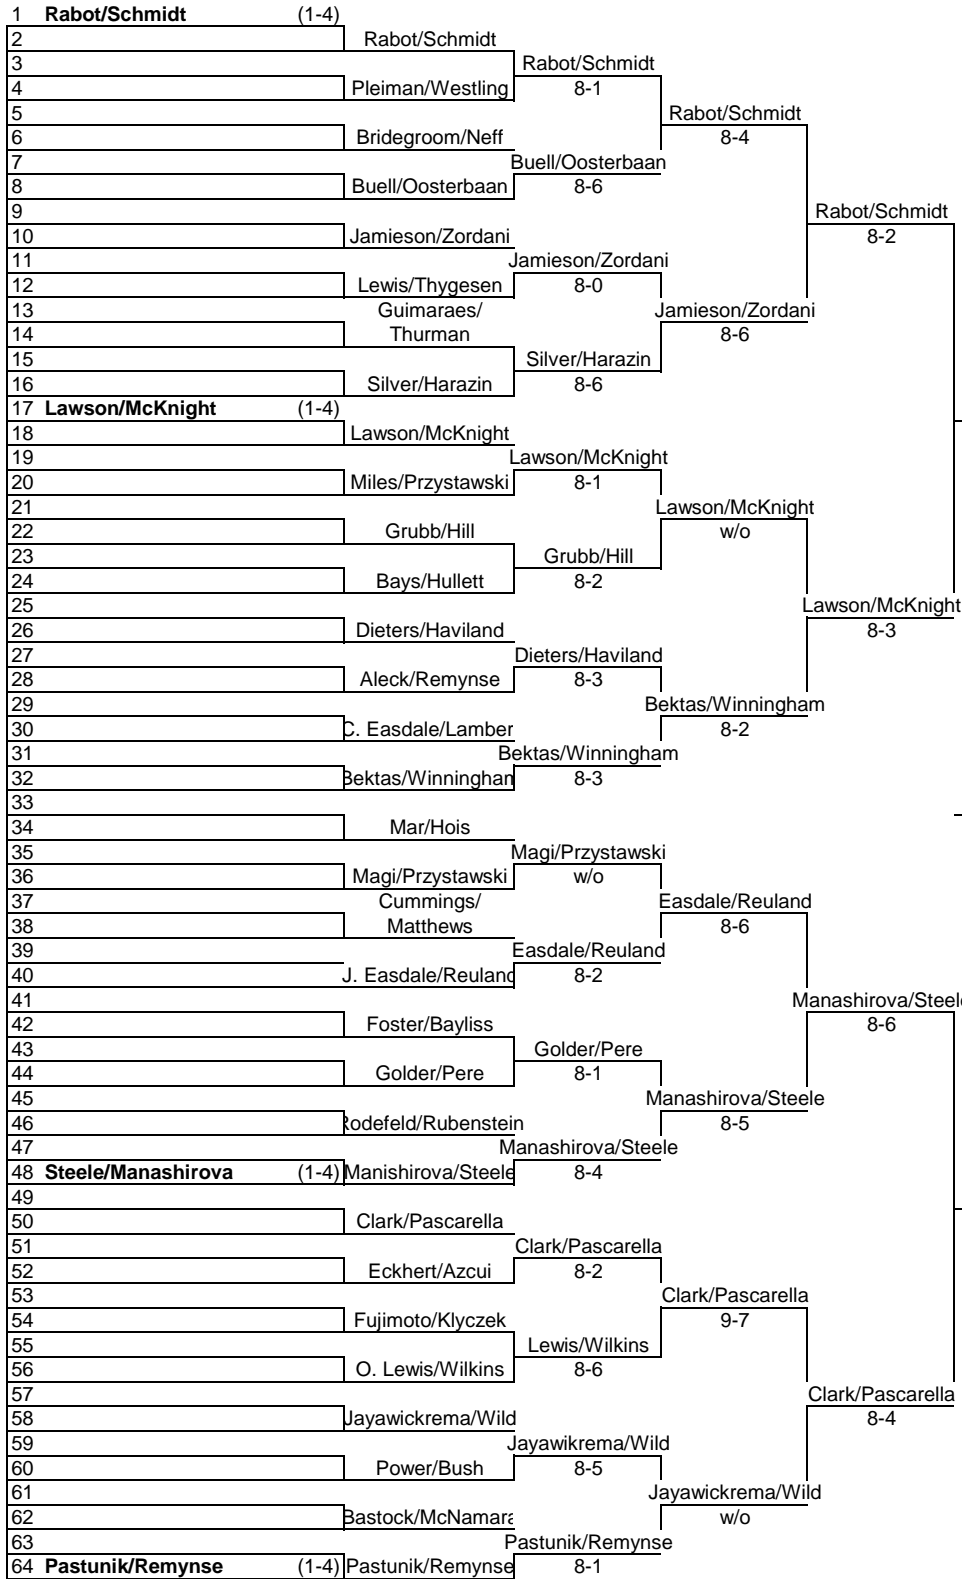 1 Rabot/Schmidt (1-4)
2 Rabot/Schmidt
3 Rabot/Schmidt
4 Pleiman/Westling 8-1
5 Rabot/Schmidt
6 Bridegroom/Neff 8-4
7 Buell/Oosterbaan
8 Buell/Oosterbaan 8-6
9 Rabot/Schmidt
10 Jamieson/Zordani 8-2
11 Jamieson/Zordani
12 Lewis/Thygesen 8-0
13 Guimaraes/ Jamieson/Zordani
14 Thurman 8-6
15 Silver/Harazin
16 Silver/Harazin 8-6
17 Lawson/McKnight (1-4)
18 Lawson/McKnight
19 Lawson/McKnight
20 Miles/Przystawski 8-1
21 Lawson/McKnight
22 Grubb/Hill w/o
23 Grubb/Hill
24 Bays/Hullett 8-2
25 Lawson/McKnight
26 Dieters/Haviland 8-3
27 Dieters/Haviland
28 Aleck/Remynse 8-3
29 Bektas/Winningham
30 C. Easdale/Lamber 8-2
31 Bektas/Winningham
32 Bektas/Winningham 8-3
33
34 Mar/Hois
35 Magi/Przystawski
36 Magi/Przystawski w/o
37 Cummings/ Easdale/Reuland
38 Matthews 8-6
39 Easdale/Reuland
40 J. Easdale/Reuland 8-2
41 Manashirova/Steele
42 Foster/Bayliss 8-6
43 Golder/Pere
44 Golder/Pere 8-1
45 Manashirova/Steele
46 Rodefeld/Rubenstein 8-5
47 Manashirova/Steele
48 Steele/Manashirova (1-4) Manishirova/Steele 8-4
49
50 Clark/Pascarella
51 Clark/Pascarella
52 Eckhert/Azcui 8-2
53 Clark/Pascarella
54 Fujimoto/Klyczek 9-7
55 Lewis/Wilkins
56 O. Lewis/Wilkins 8-6
57 Clark/Pascarella
58 Jayawickrema/Wild 8-4
59 Jayawikrema/Wild
60 Power/Bush 8-5
61 Jayawickrema/Wild
62 Bastock/McNamara w/o
63 Pastunik/Remynse
64 Pastunik/Remynse (1-4) Pastunik/Remynse 8-1